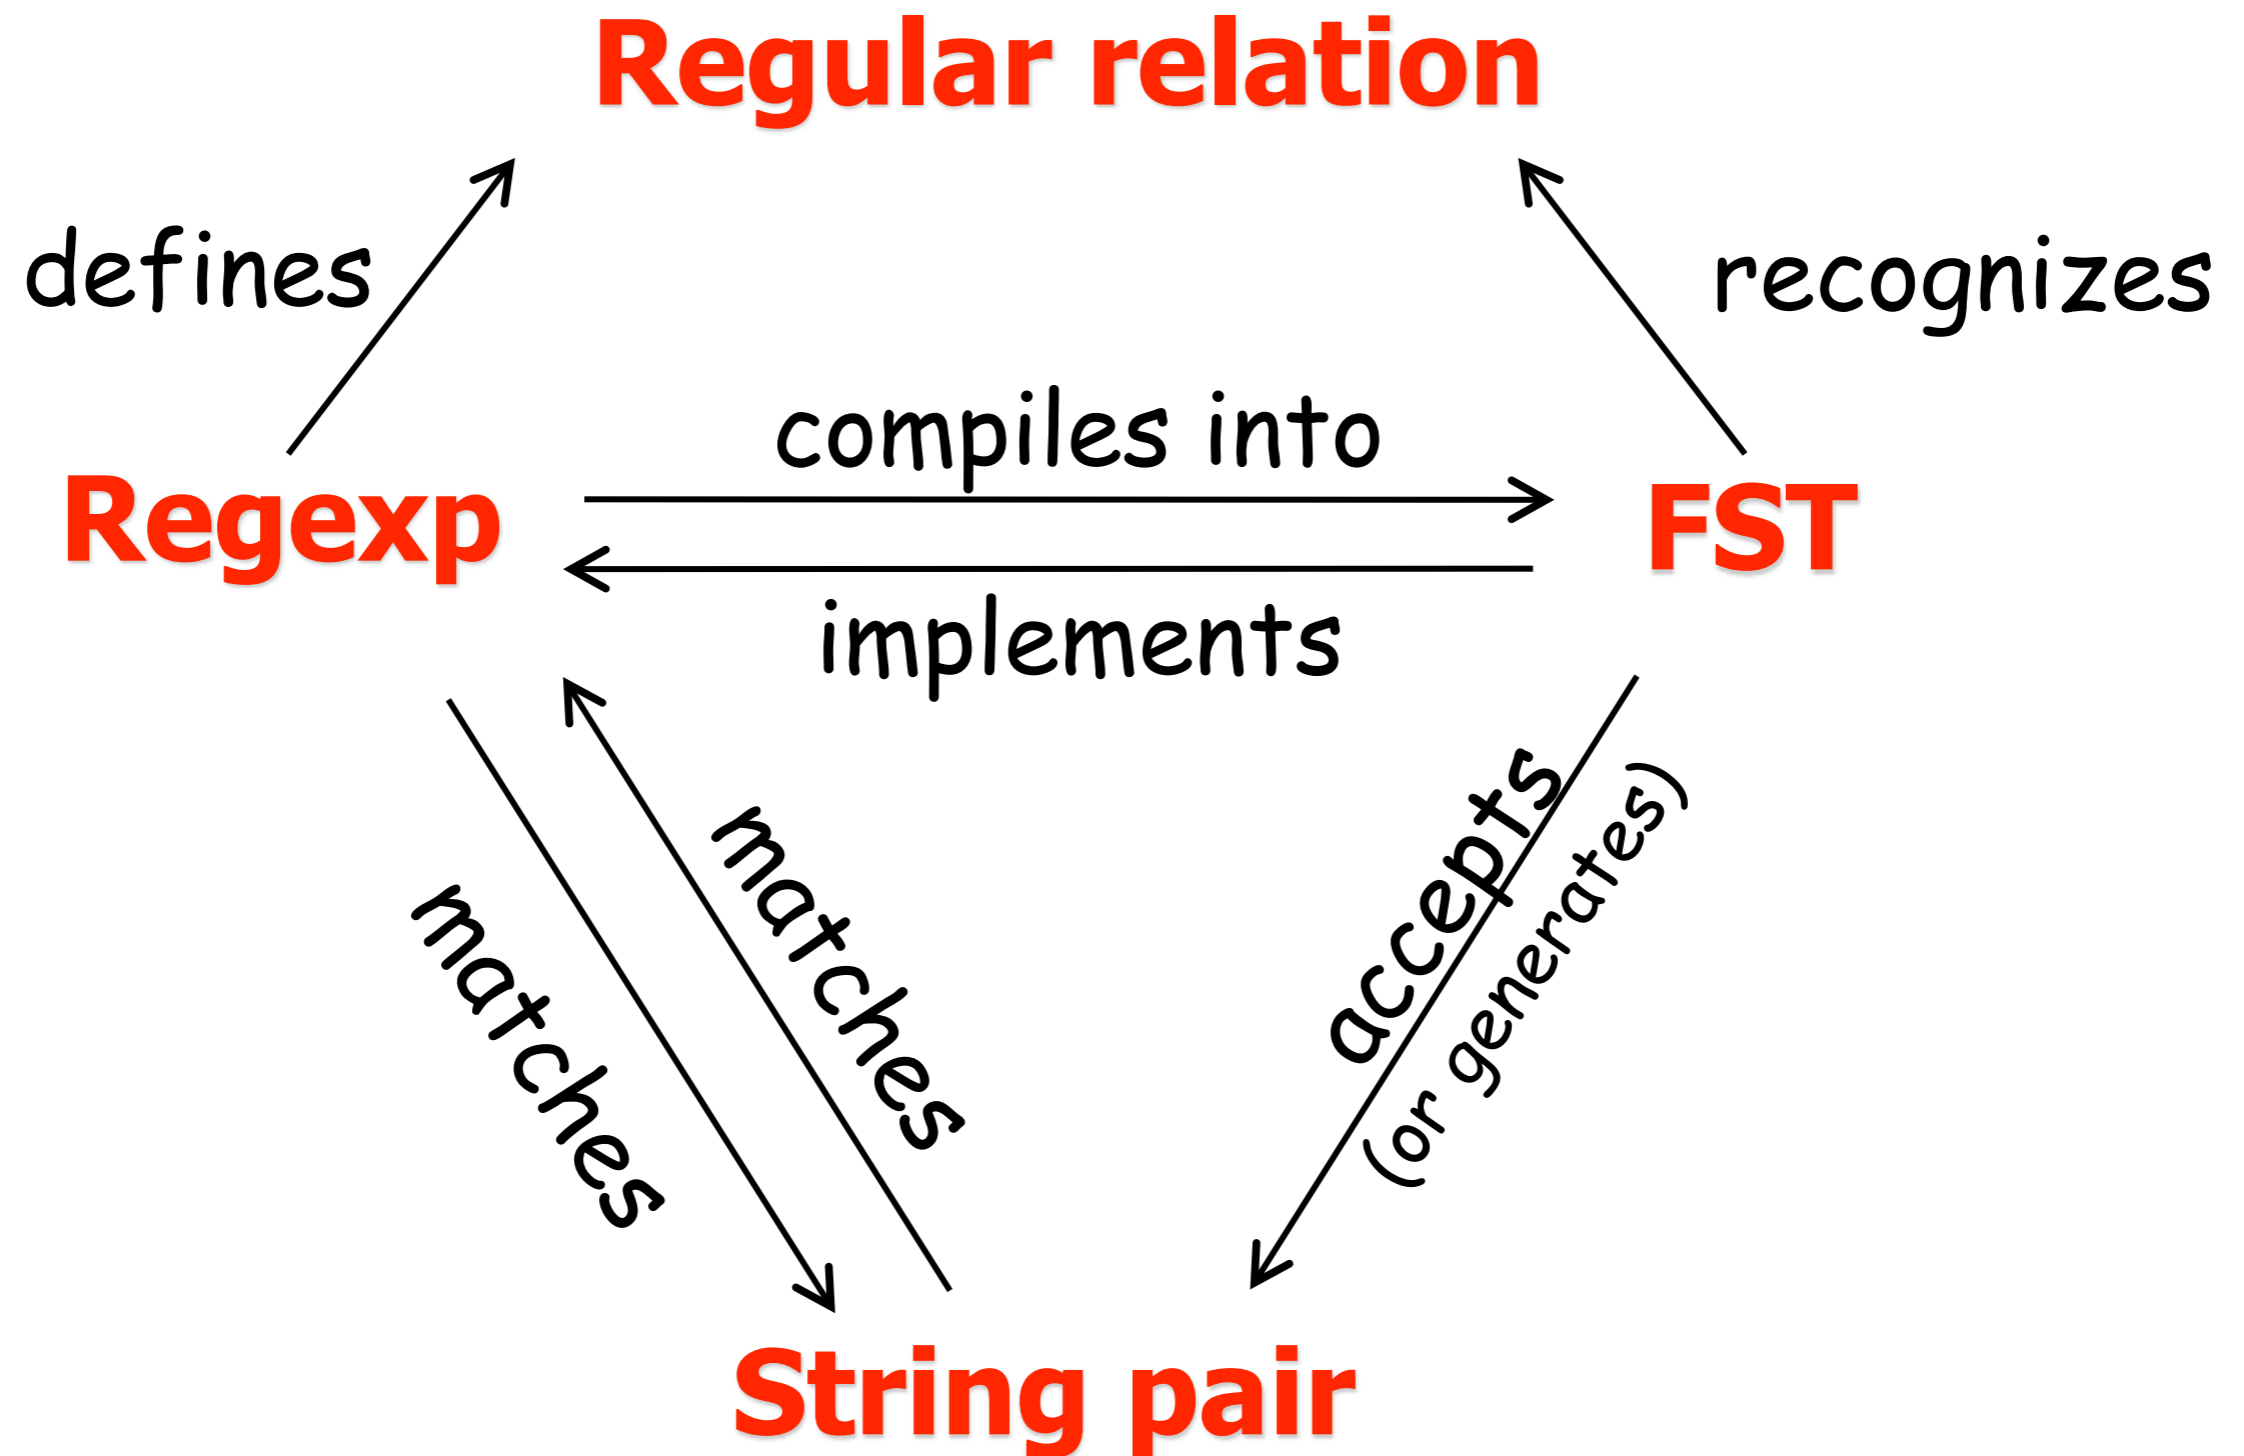 Regular relation
defines
recognizes
compiles into
Regexp
FST
implements
matches
matches
accepts
(or generates)
String pair